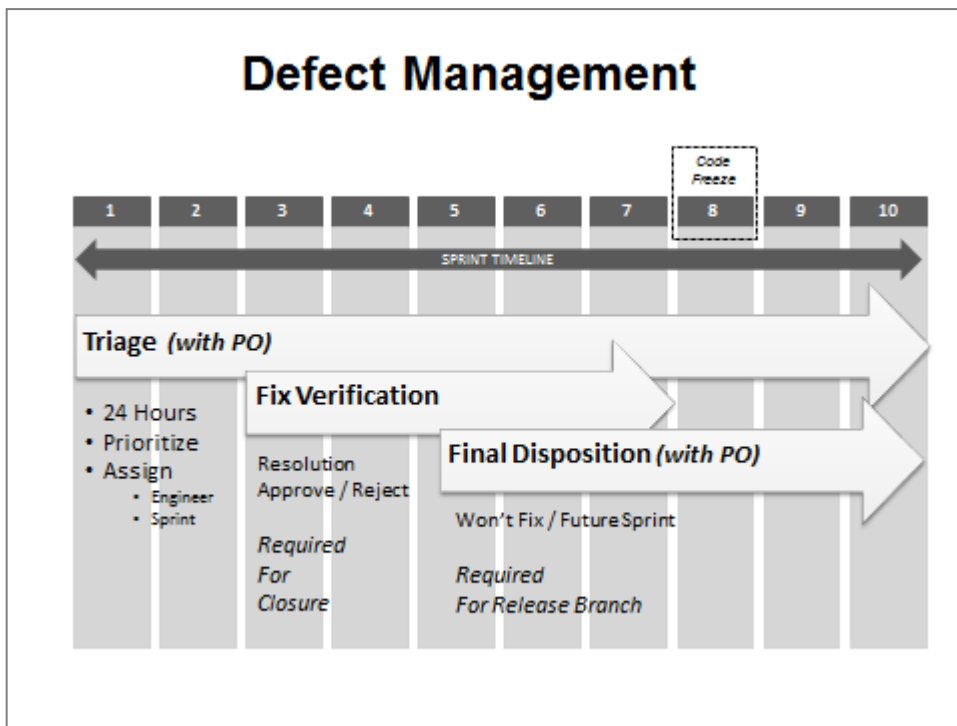 Defect Management
Code
Freeze
1 2 3 4 5 6 7 8 9 10
SPRINT TIMELINE
Triage (with PO)
Fix Verification
Final Disposition (with PO)
• 24 Hours
• Prioritize
• Assign
• Engineer
• Sprint
Resolution
Approve / Reject
Required
For
Closure
Won't Fix / Future Sprint
Required
For Release Branch